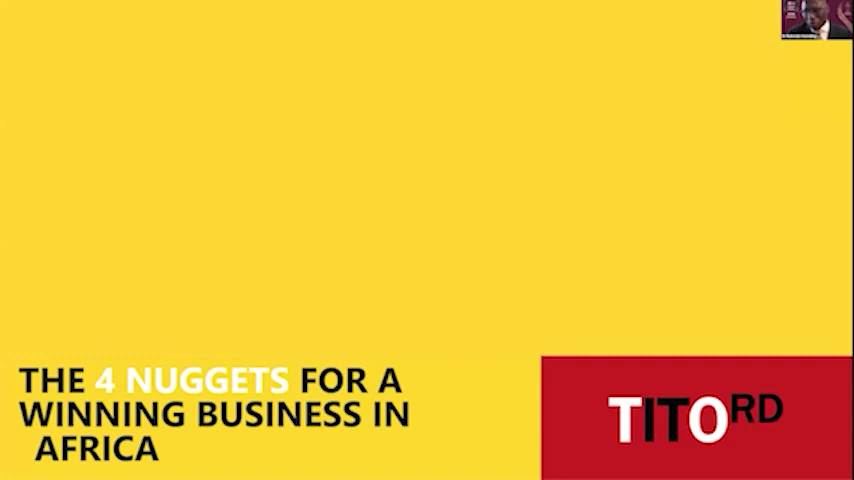 THE 4 NUGGETS FOR A
WINNING BUSINESS IN
AFRICA
TITORD